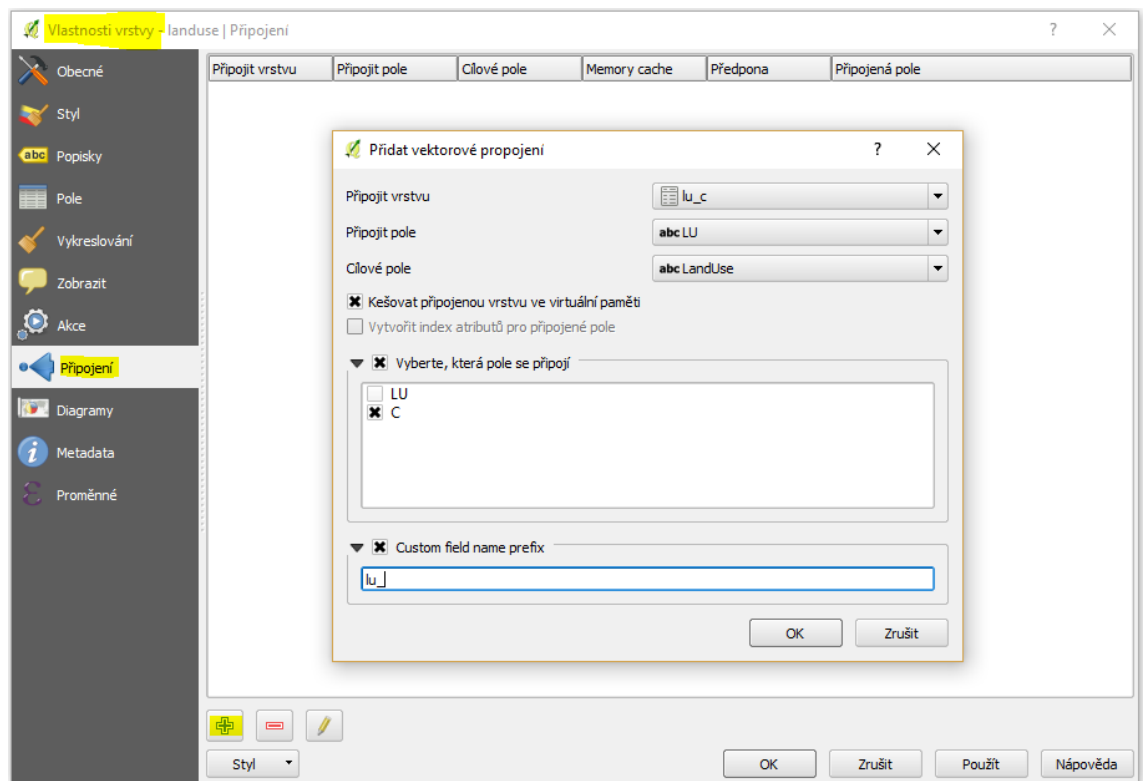 Vlastnosti vrstvy - landuse | Připojení
?
Obecné
Styl
abc Popisky
Pole
Vykreslování
Zobrazit
Akce
Připojení
Diagramy
Metadata
Proměnné
Připojit vrstvu Připojit pole Cílové pole Memory cache Předpona Připojená pole
Přidat vektorové propojení
?
Připojit vrstvu lu_c
Připojit pole abc LU
Cílové pole abc LandUse
Kešovat připojenou vrstvu ve virtuální paměti
Vytvořit index atributů pro připojené pole
Vyberte, která pole se připojí
LU
C
Custom field name prefix
lu_
OK Zrušit
Styl
OK Zrušit Použít Nápověda